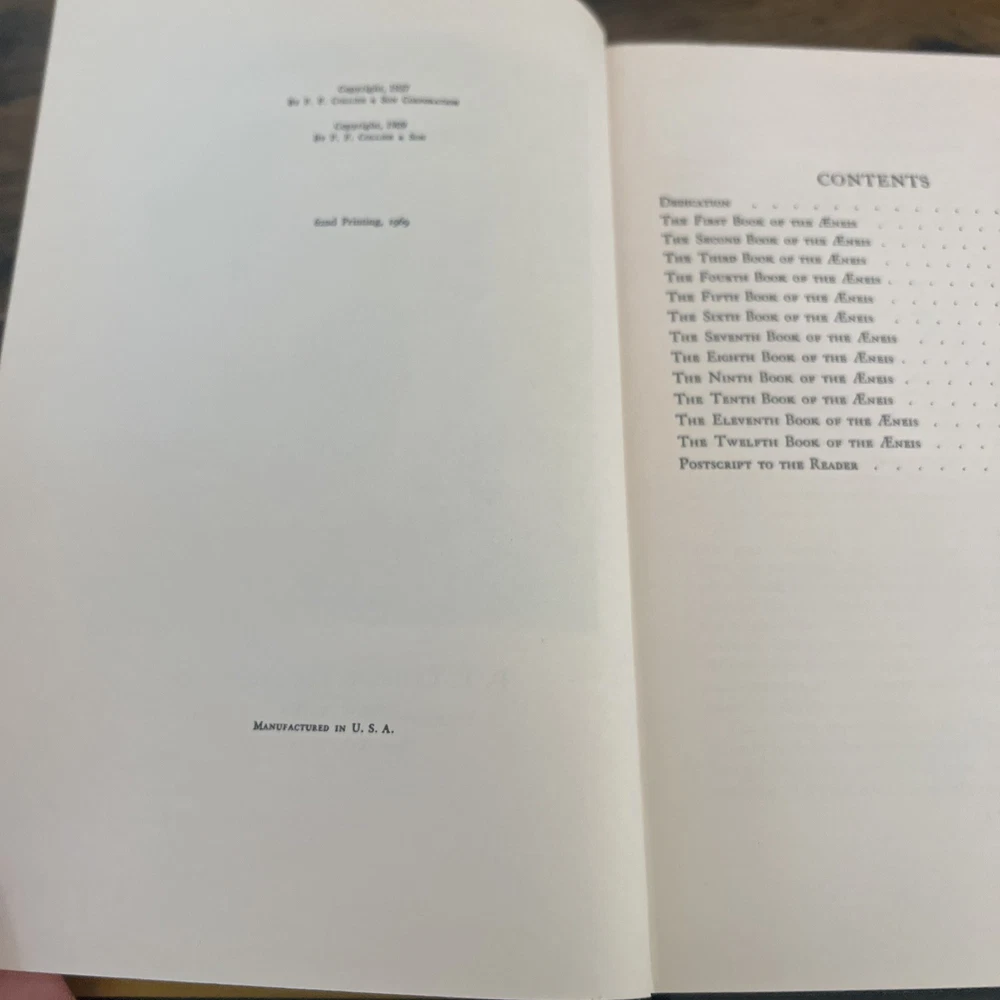 Copyright, 1937
By P. F. Collier & Son Corporation
Copyright, 1909
By P. F. Collier & Son
Printing, 1969
Manufactured in U. S. A.
CONTENTS
Dedication . . . . . . . . . .
The First Book of the Æneis . . . . .
The Second Book of the Æneis . . . . .
The Third Book of the Æneis . . . . .
The Fourth Book of the Æneis . . . . .
The Fifth Book of the Æneis . . . . .
The Sixth Book of the Æneis . . . . .
The Seventh Book of the Æneis . . . .
The Eighth Book of the Æneis . . . . .
The Ninth Book of the Æneis . . . . .
The Tenth Book of the Æneis . . . . .
The Eleventh Book of the Æneis . . . .
The Twelfth Book of the Æneis . . . .
Postscript to the Reader . . . . . .